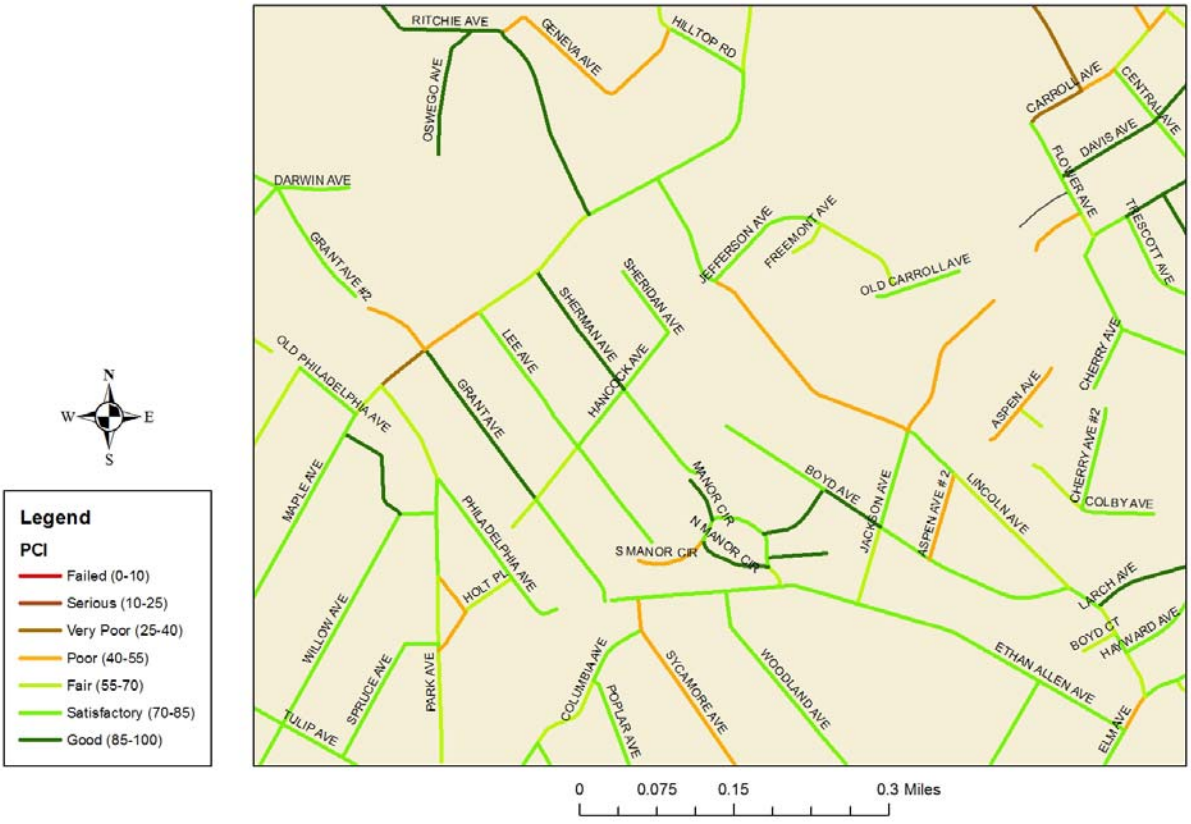 RITCHIE AVE
GENEVA AVE
HILLTOP RD
OSWEGO AVE
CARROLL AVE
CENTRAL AVE
DAVIS AVE
FLOWER AVE
TRESCOTT AVE
DARWIN AVE
GRANT AVE #2
JEFFERSON AVE
FREEMONT AVE
OLD CARROLL AVE
SHERIDAN AVE
SHERMAN AVE
LEE AVE
HANCOCK AVE
OLD PHILADELPHIA AVE
GRANT AVE
CHERRY AVE
ASPEN AVE
CHERRY AVE #2
COLBY AVE
MAPLE AVE
PHILADELPHIA AVE
MANOR CIR
N MANOR CIR
S MANOR CIR
BOYD AVE
JACKSON AVE
ASPEN AVE # 2
LINCOLN AVE
HOLT PL
LARCH AVE
BOYD CT
HAYWARD AVE
WILLOW AVE
SPRUCE AVE
PARK AVE
TULIP AVE
COLUMBIA AVE
POPLAR AVE
SYCAMORE AVE
WOODLAND AVE
ETHAN ALLEN AVE
ELM AVE
N
W
E
S
Legend
PCI
Failed (0-10)
Serious (10-25)
Very Poor (25-40)
Poor (40-55)
Fair (55-70)
Satisfactory (70-85)
Good (85-100)
0 0.075 0.15 0.3 Miles